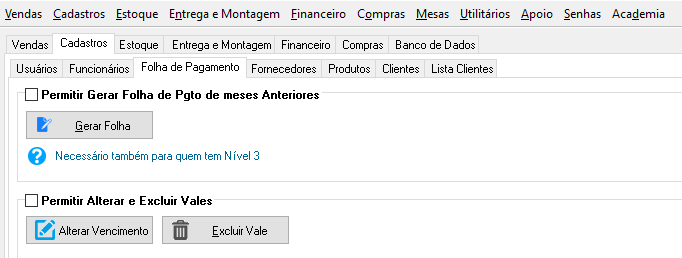 Vendas Cadastros Estoque Entrega e Montagem Financeiro Compras Mesas Utilitários Apoio Senhas Academia
Vendas Cadastros Estoque Entrega e Montagem Financeiro Compras Banco de Dados
Usuários Funcionários Folha de Pagamento Fornecedores Produtos Clientes Lista Clientes
Permitir Gerar Folha de Pgto de meses Anteriores
Gerar Folha
Necessário também para quem tem Nível 3
Permitir Alterar e Excluir Vales
Alterar Vencimento Excluir Vale